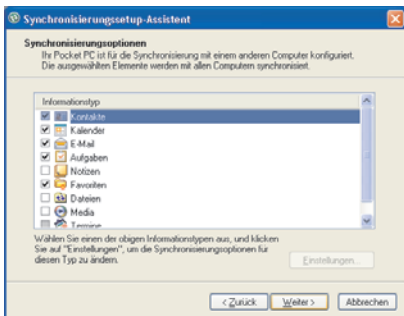 Synchronisierungssetup-Assistent
Synchronisierungsoptionen
Ihr Pocket PC ist für die Synchronisierung mit einem anderen Computer konfiguriert.
Die ausgewählten Elemente werden mit allen Computern synchronisiert.
Informationstyp
Kontakte
Kalender
E-Mail
Aufgaben
Notizen
Favoriten
Dateien
Media
Termine
Wählen Sie einen der obigen Informationstypen aus, und klicken
Sie auf "Einstellungen", um die Synchronisierungsoptionen für
diesen Typ zu ändern.
Einstellungen...
< Zurück Weiter > Abbrechen